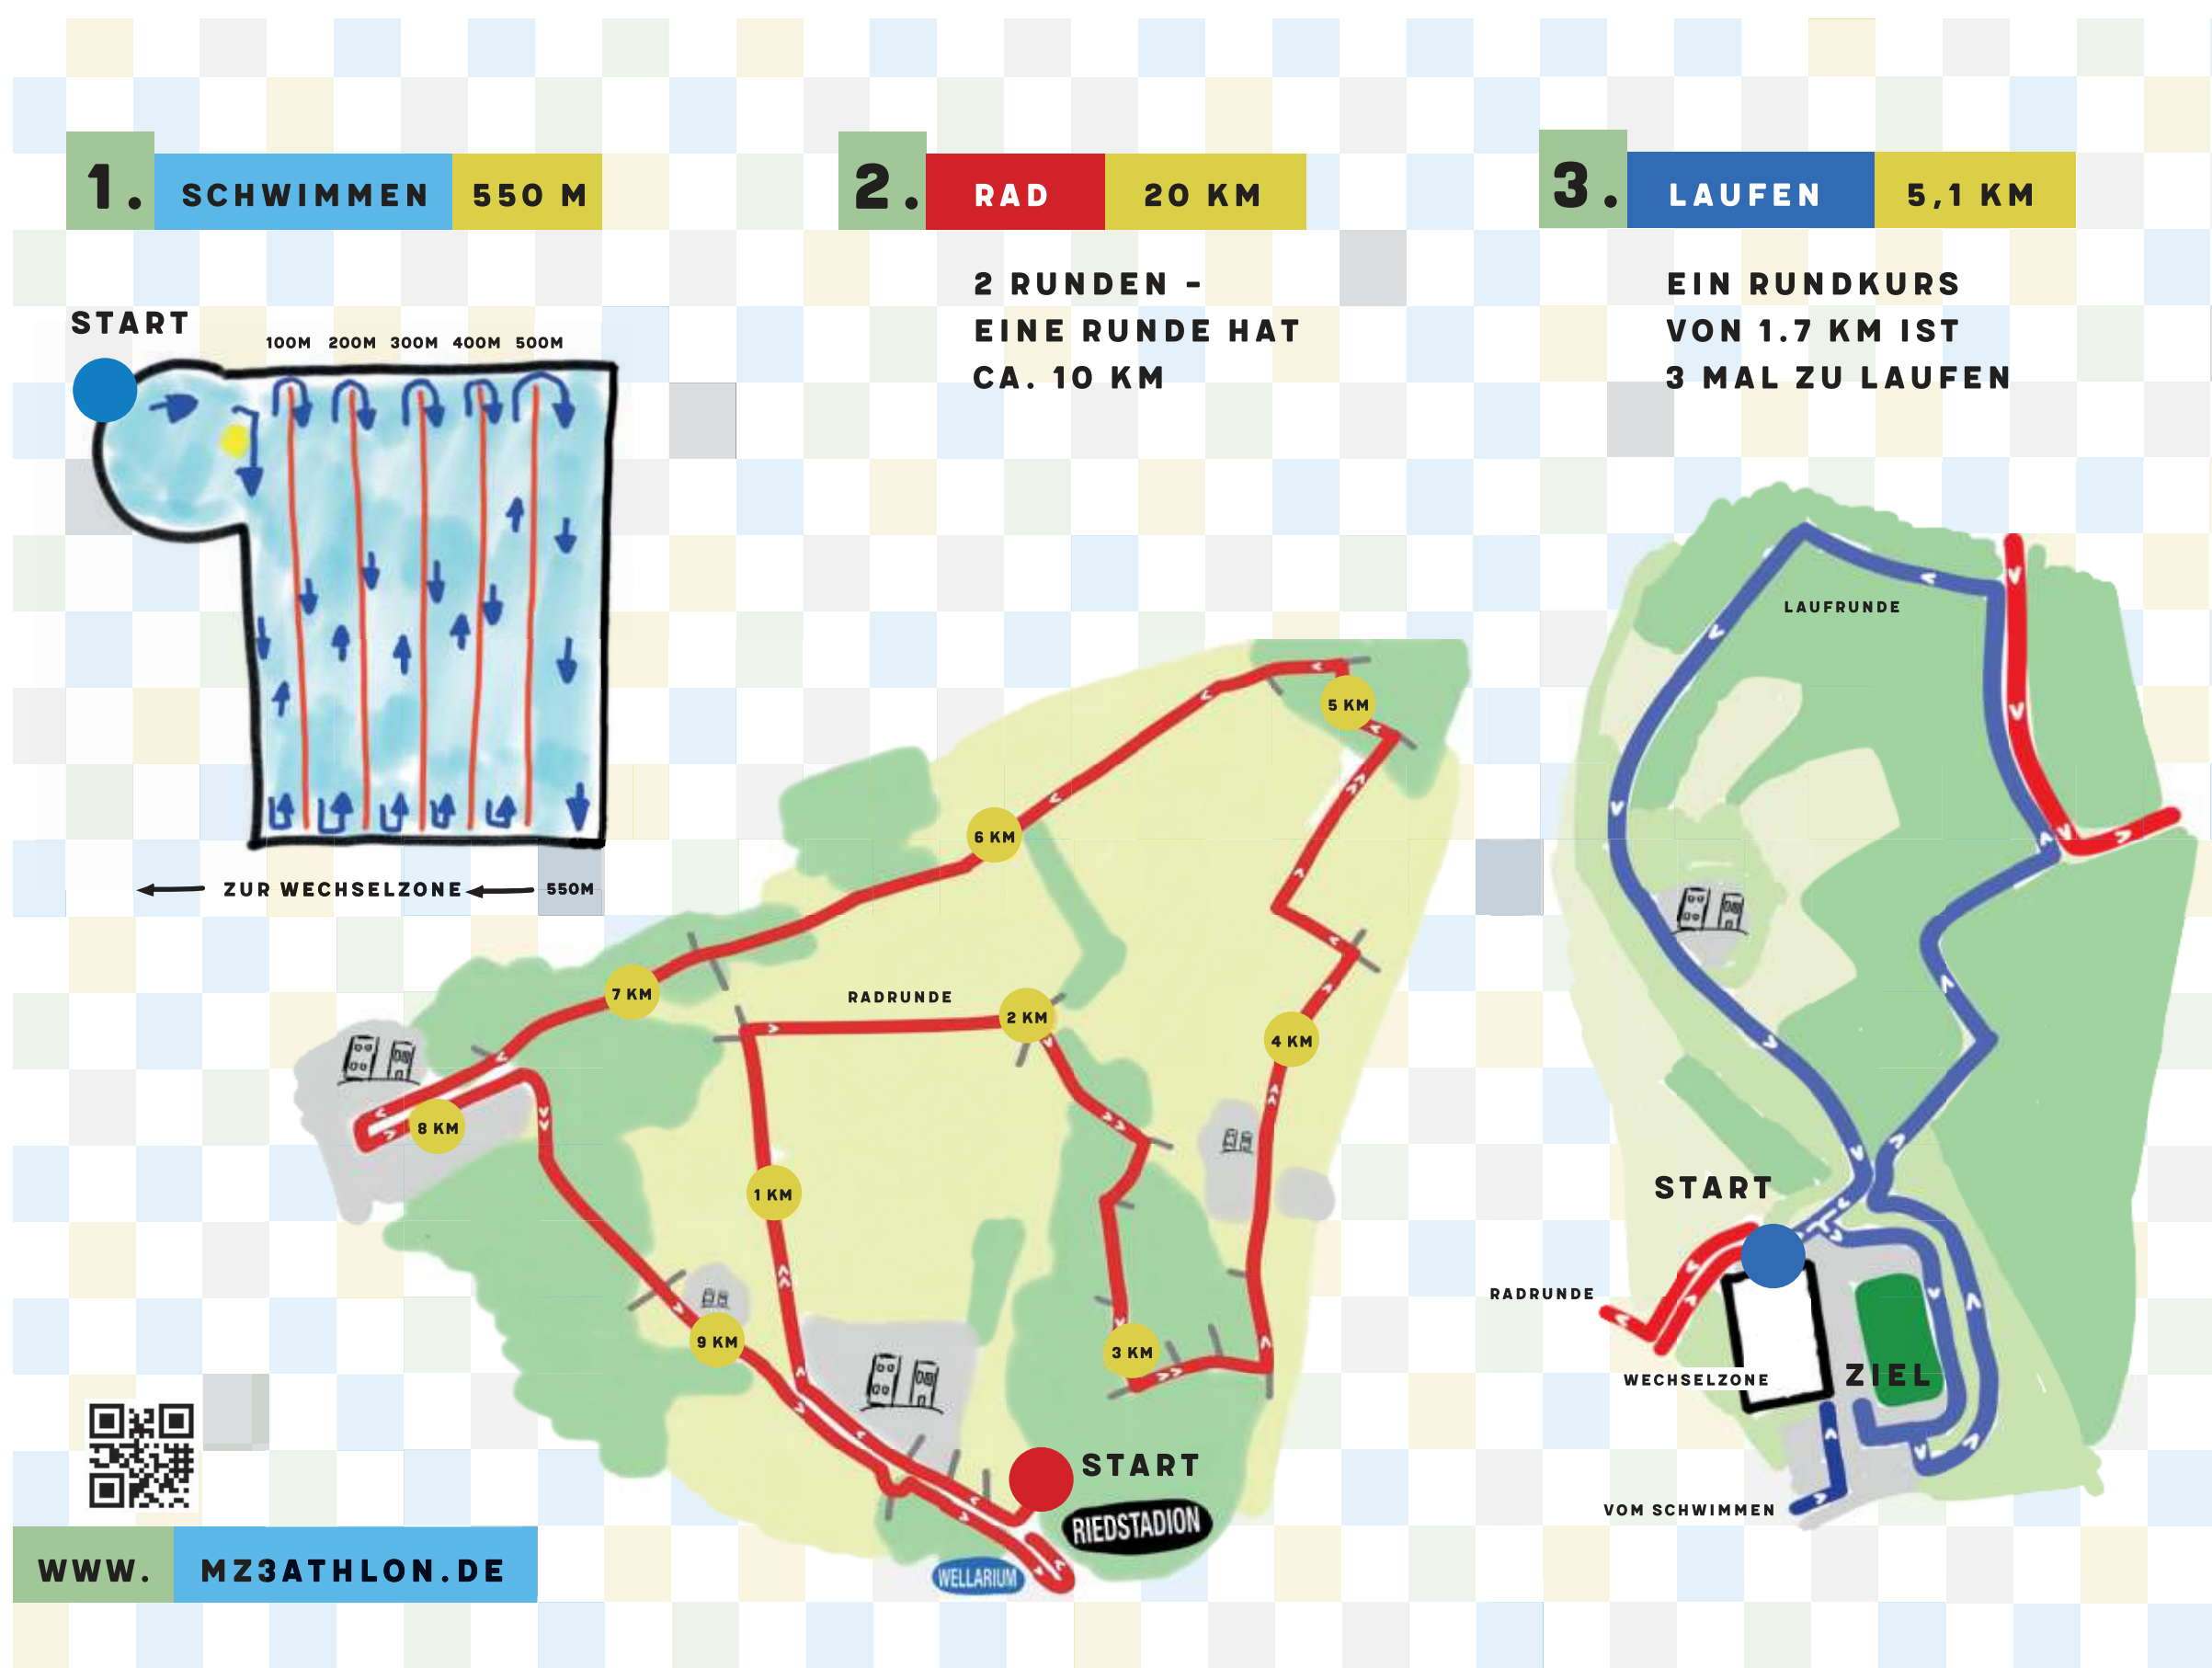 1. SCHWIMMEN 550 M
START
100M 200M 300M 400M 500M
ZUR WECHSELZONE 550M
2. RAD 20 KM
2 RUNDEN -
EINE RUNDE HAT
CA. 10 KM
5 KM
6 KM
7 KM
RADRUNDE
2 KM
4 KM
8 KM
1 KM
9 KM
3 KM
START
RIEDSTADION
WELLARIUM
3. LAUFEN 5,1 KM
EIN RUNDKURS
VON 1.7 KM IST
3 MAL ZU LAUFEN
LAUFRUNDE
START
RADRUNDE
WECHSELZONE
ZIEL
VOM SCHWIMMEN
WWW. MZ3ATHLON.DE